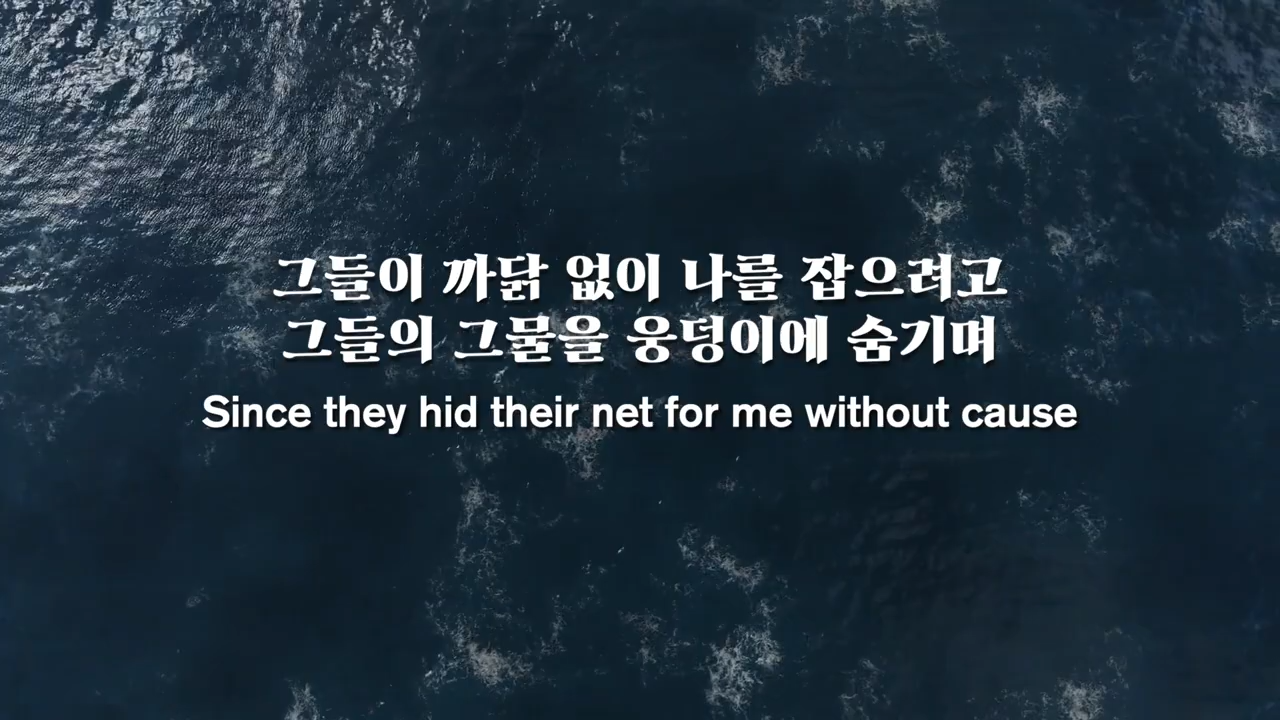 그들이 까닭 없이 나를 잡으려고
그들의 그물을 웅덩이에 숨기며
Since they hid their net for me without cause